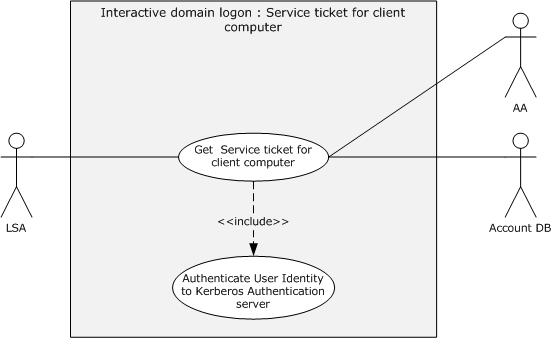 Interactive domain logon : Service ticket for client
computer
AA
Get  Service ticket for
client computer
LSA
Account DB
<<include>>
Authenticate User Identity
to Kerberos Authentication
server